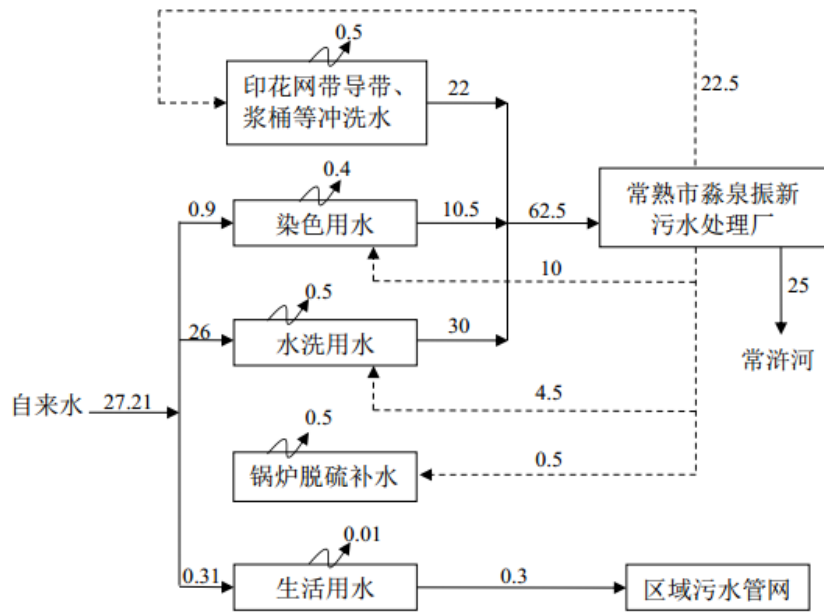 0.5
印花网带导带、
浆桶等冲洗水
22
22.5
0.4
0.9
染色用水
10.5
62.5
常熟市淼泉振新
污水处理厂
10
25
0.5
26
水洗用水
30
常浒河
自来水
27.21
4.5
0.5
锅炉脱硫补水
0.5
0.01
0.31
生活用水
0.3
区域污水管网